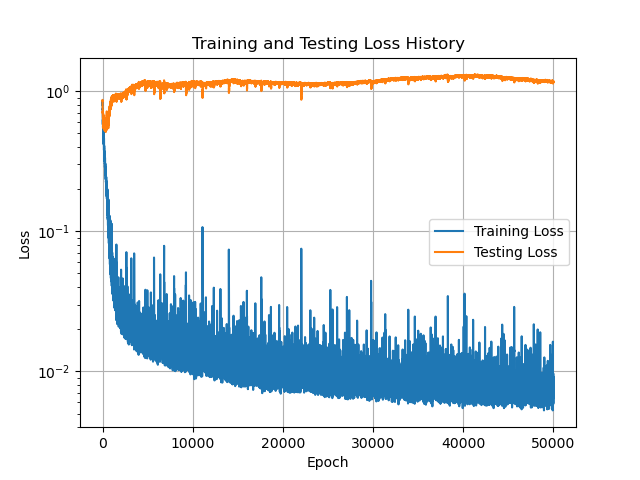 Training and Testing Loss History
Loss
10⁰
10⁻¹
10⁻²
Training Loss
Testing Loss
0 10000 20000 30000 40000 50000
Epoch